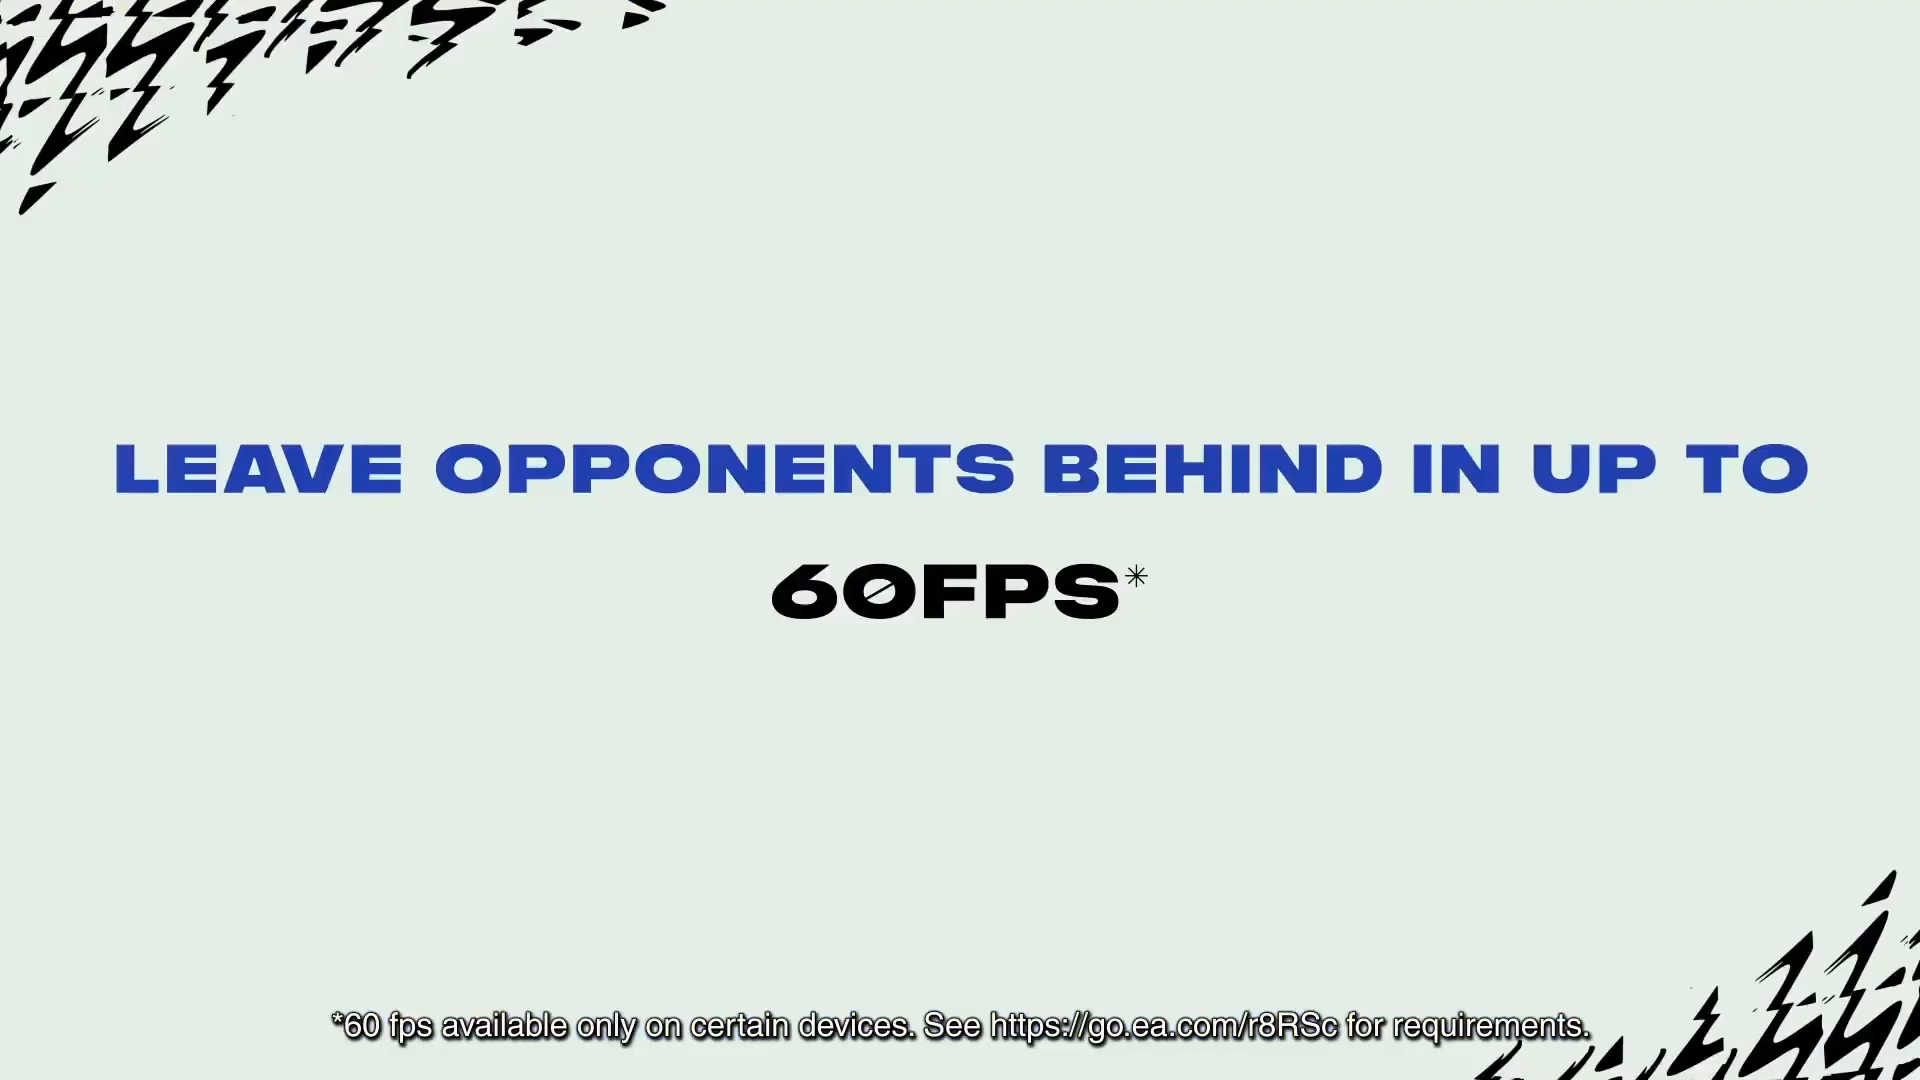 LEAVE OPPONENTS BEHIND IN UP TO
60FPS*
*60 fps available only on certain devices. See https://go.ea.com/r8RSc for requirements.